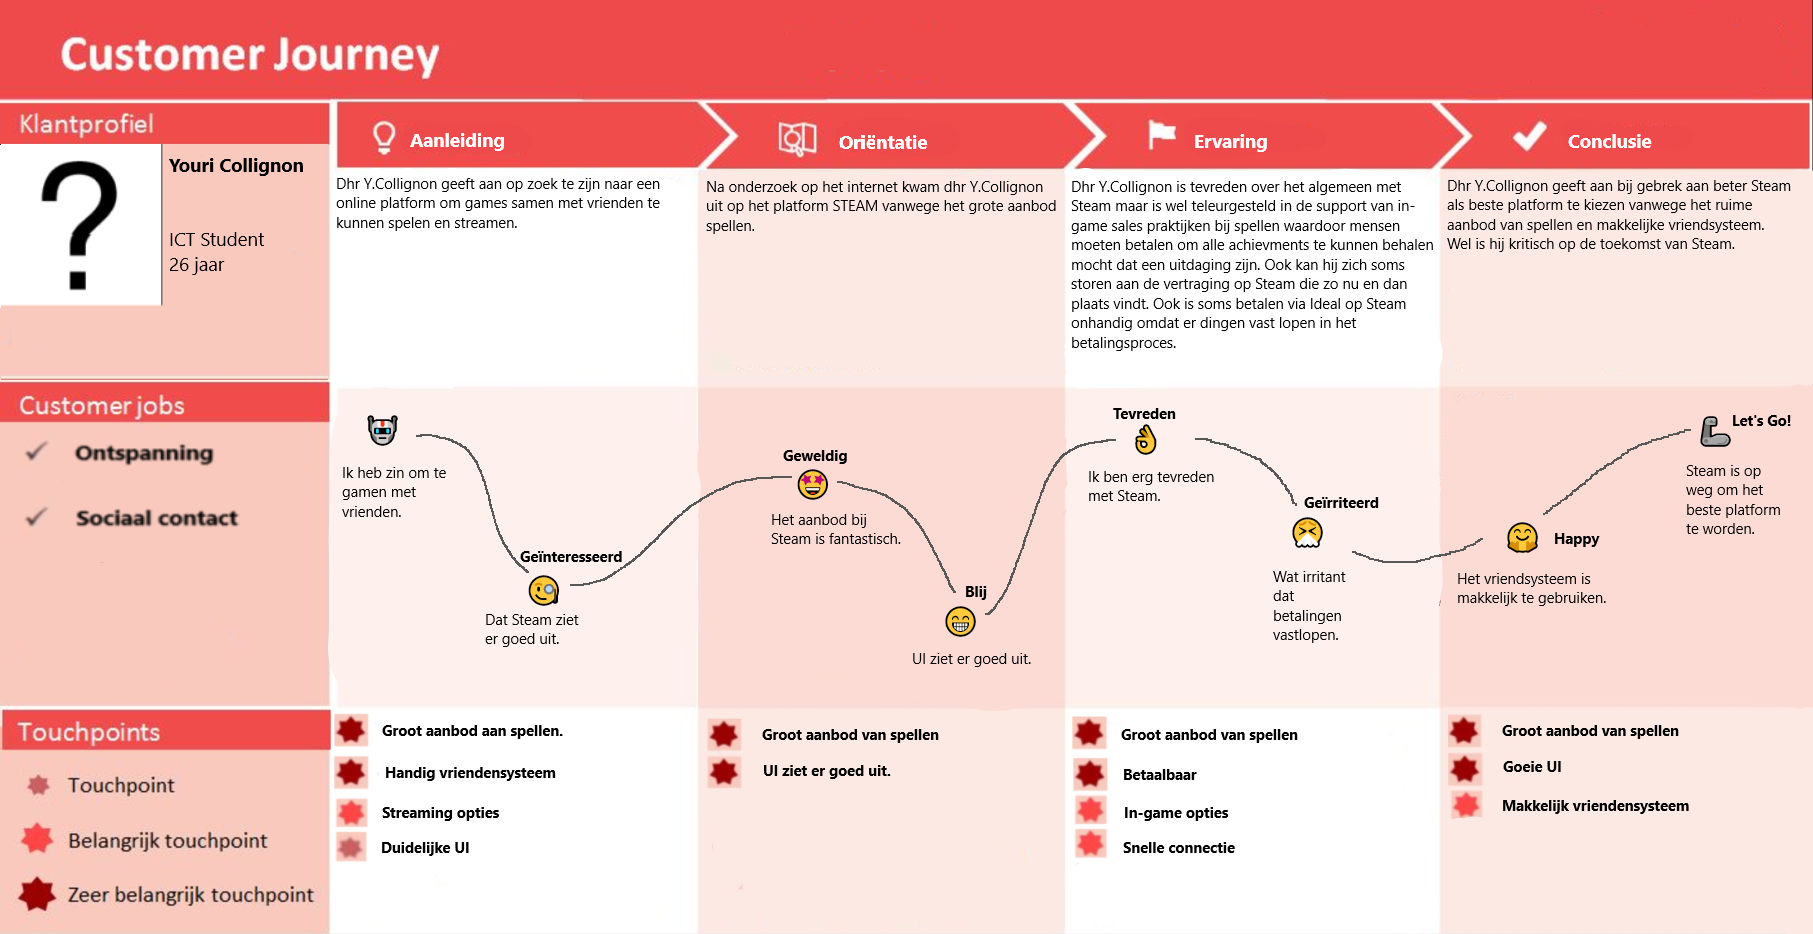 Customer Journey
Klantprofiel
Youri Collignon
ICT Student
26 jaar
Customer jobs
Ontspanning
Sociaal contact
Touchpoints
Touchpoint
Belangrijk touchpoint
Zeer belangrijk touchpoint
Aanleiding
Dhr Y.Collignon geeft aan op zoek te zijn naar een
online platform om games samen met vrienden te
kunnen spelen en streamen.
Ik heb zin om te
gamen met
vrienden.
Geïnteresseerd
Dat Steam ziet
er goed uit.
Groot aanbod aan spellen.
Handig vriendensysteem
Streaming opties
Duidelijke UI
Oriëntatie
Na onderzoek op het internet kwam dhr Y.Collignon
uit op het platform STEAM vanwege het grote aanbod
spellen.
Geweldig
Het aanbod bij
Steam is fantastisch.
Blij
UI ziet er goed uit.
Groot aanbod van spellen
UI ziet er goed uit.
Ervaring
Dhr Y.Collignon is tevreden over het algemeen met
Steam maar is wel teleurgesteld in de support van in-
game sales praktijken bij spellen waardoor mensen
moeten betalen om alle achievments te kunnen behalen
mocht dat een uitdaging zijn. Ook kan hij zich soms
storen aan de vertraging op Steam die zo nu en dan
plaats vindt. Ook is soms betalen via Ideal op Steam
onhandig omdat er dingen vast lopen in het
betalingsproces.
Tevreden
Ik ben erg tevreden
met Steam.
Geïrriteerd
Wat irritant
dat
betalingen
vastlopen.
Groot aanbod van spellen
Betaalbaar
In-game opties
Snelle connectie
Conclusie
Dhr Y.Collignon geeft aan bij gebrek aan beter Steam
als beste platform te kiezen vanwege het ruime
aanbod van spellen en makkelijke vriendsysteem.
Wel is hij kritisch op de toekomst van Steam.
Happy
Het vriendsysteem is
makkelijk te gebruiken.
Let's Go!
Steam is op
weg om het
beste platform
te worden.
Groot aanbod van spellen
Goeie UI
Makkelijk vriendensysteem